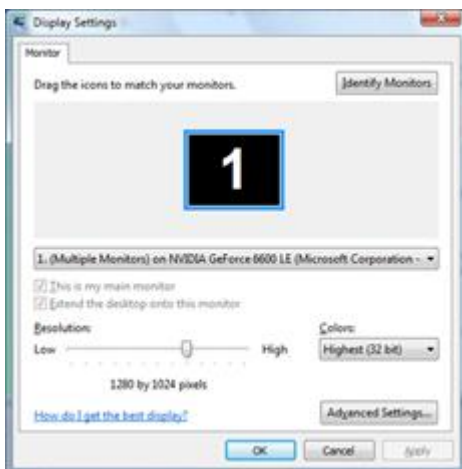 Display Settings
Monitor
Drag the icons to match your monitors.
Identify Monitors
1
1. (Multiple Monitors) on NVIDIA GeForce 6600 LE (Microsoft Corporation -
This is my main monitor
Extend the desktop onto this monitor
Resolution:
Colors:
Low
High
Highest (32 bit)
1280 by 1024 pixels
How do I get the best display?
Advanced Settings...
OK
Cancel
Apply